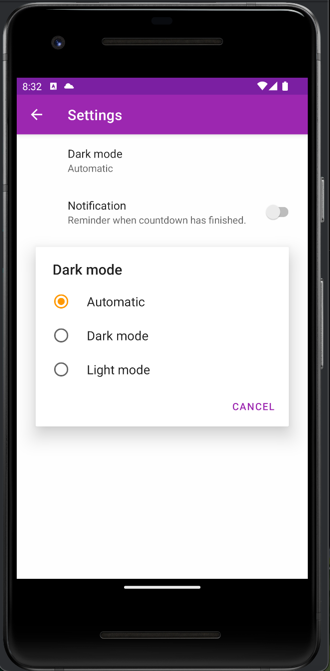 8:32
Settings
Dark mode
Automatic
Notification
Reminder when countdown has finished.
Dark mode
Automatic
Dark mode
Light mode
CANCEL